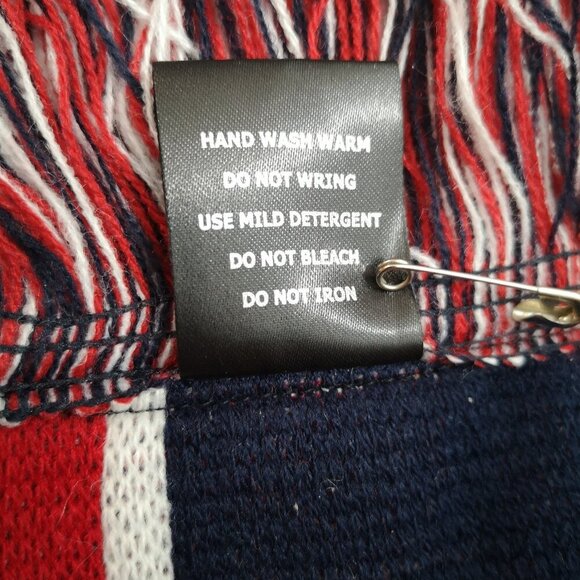 HAND WASH WARM
DO NOT WRING
USE MILD DETERGENT
DO NOT BLEACH
DO NOT IRON